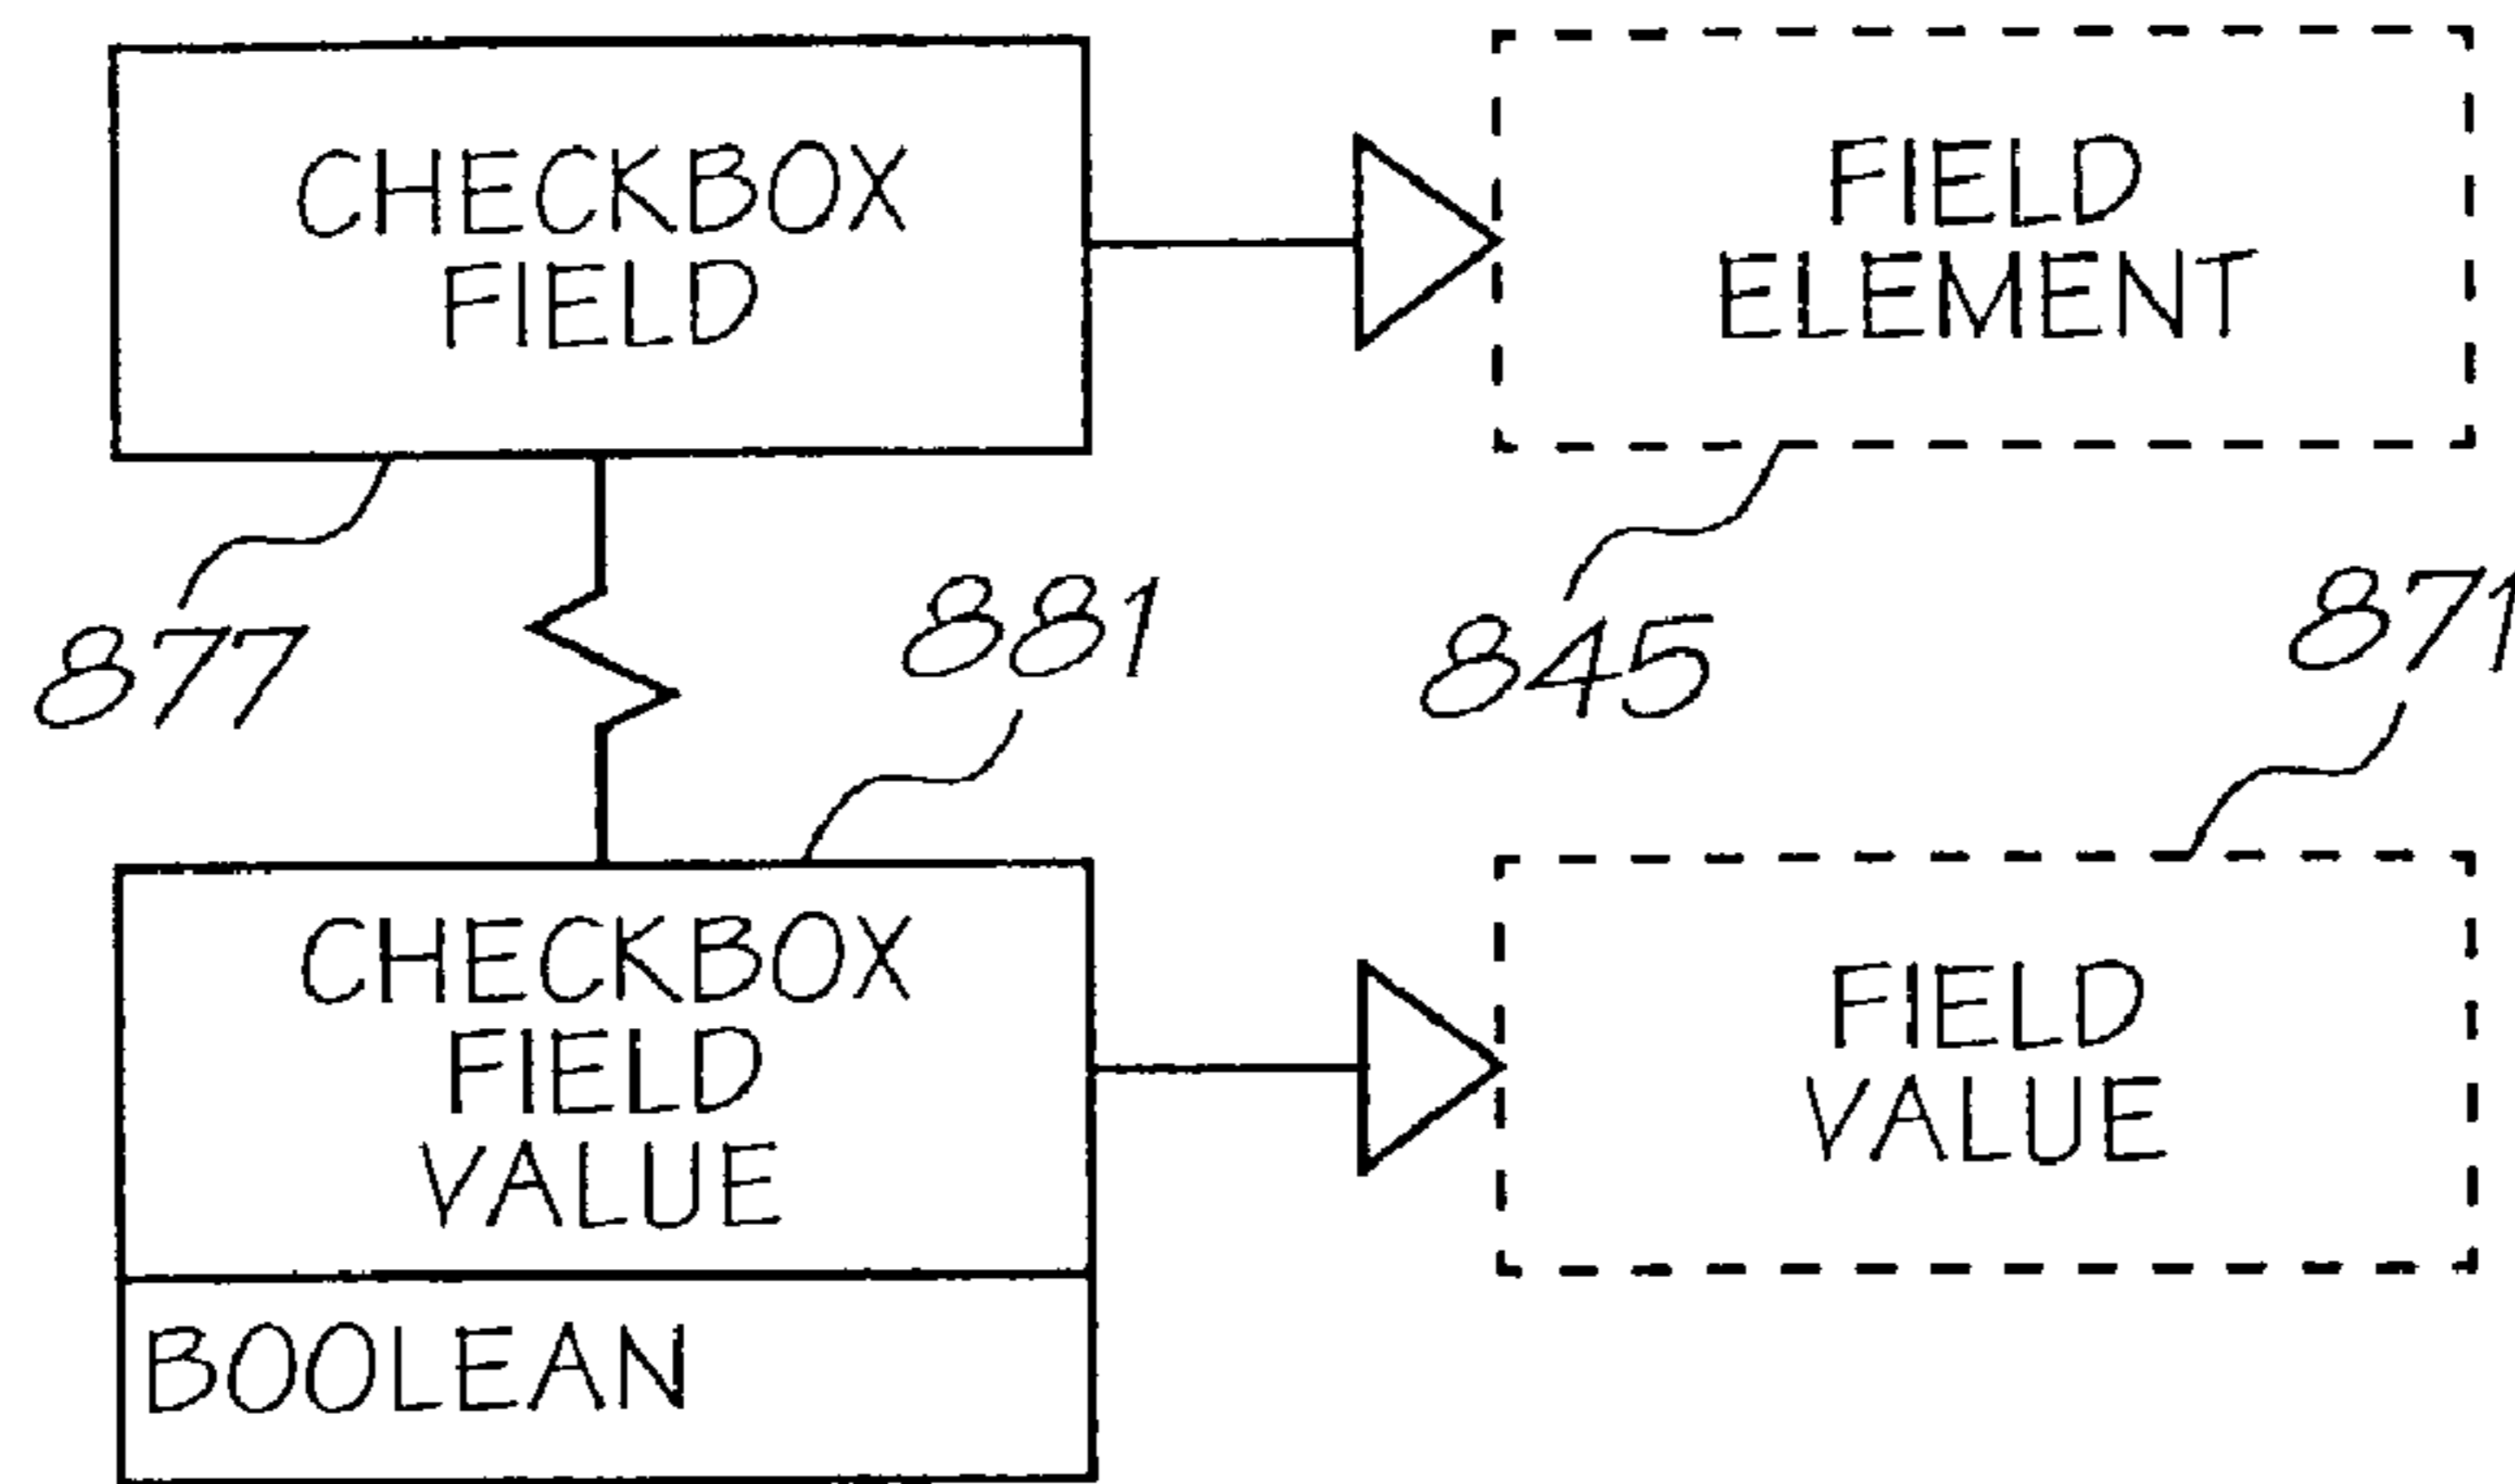 CHECKBOX
FIELD
FIELD
ELEMENT
877
881
845
871
CHECKBOX
FIELD
VALUE
BOOLEAN
FIELD
VALUE